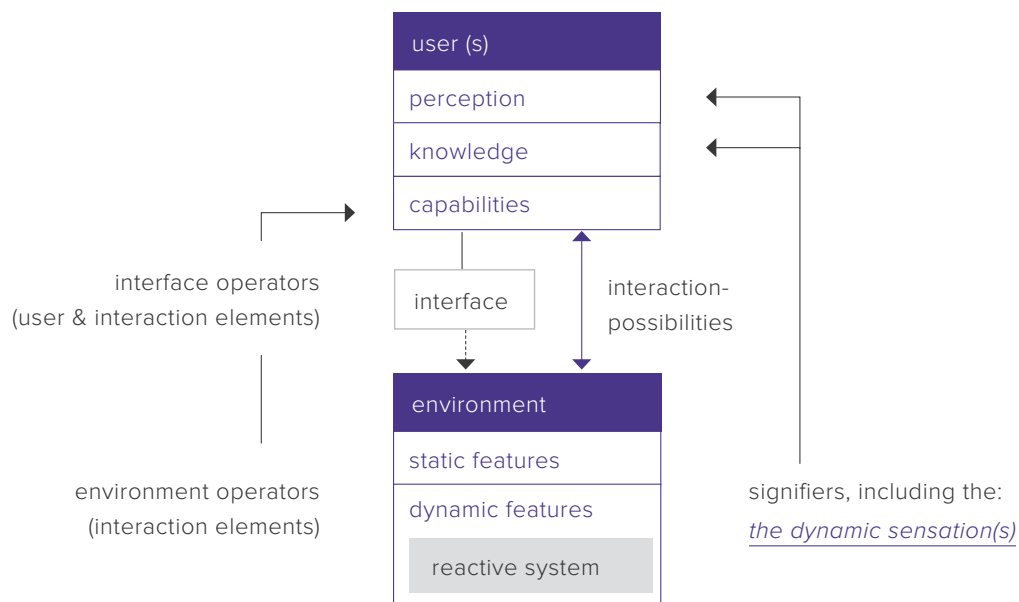 user (s)
perception
knowledge
capabilities
interface operators
(user & interaction elements)
interface
interaction-
possibilities
environment
static features
dynamic features
reactive system
environment operators
(interaction elements)
signifiers, including the:
the dynamic sensation(s)